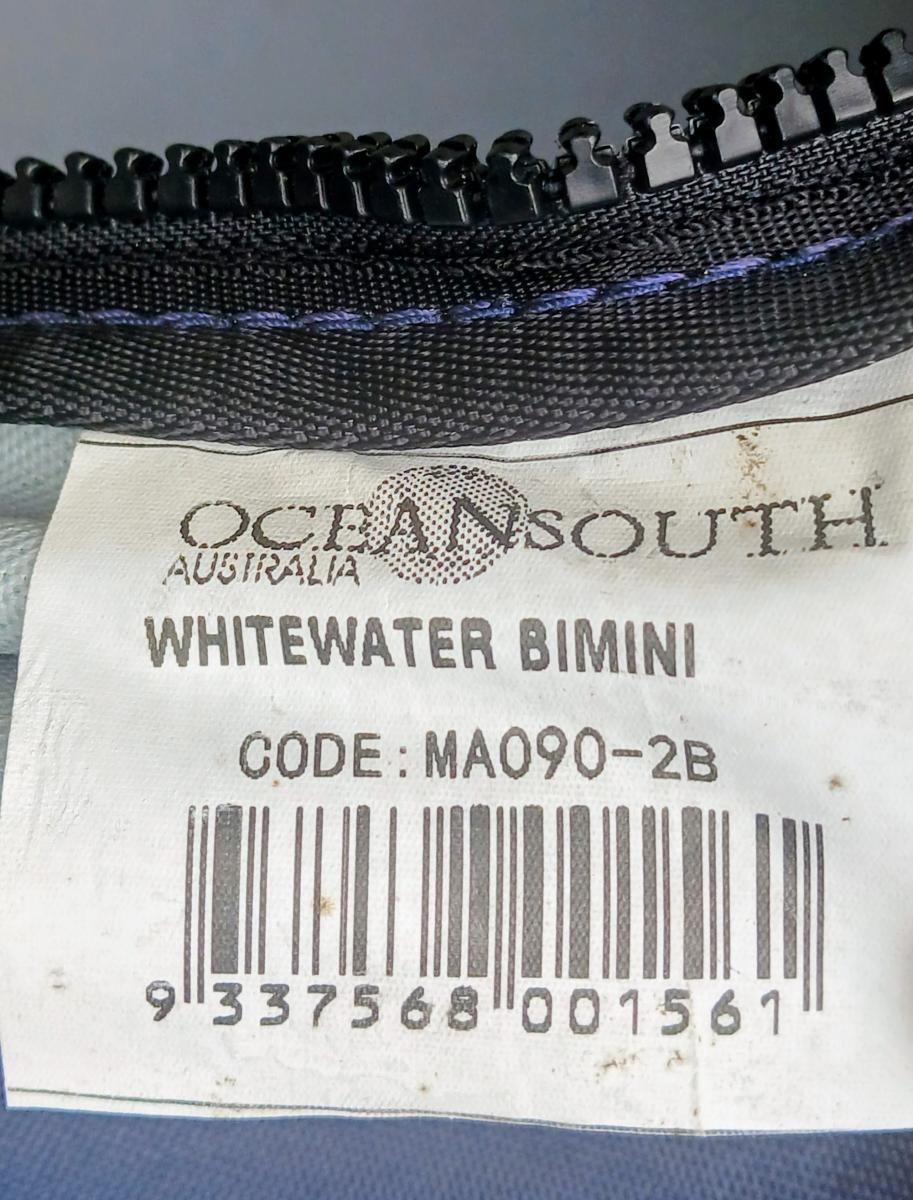 OCEANSOUTH
AUSTRALIA
WHITEWATER BIMINI
CODE: MA090-2B
9 337568 001561